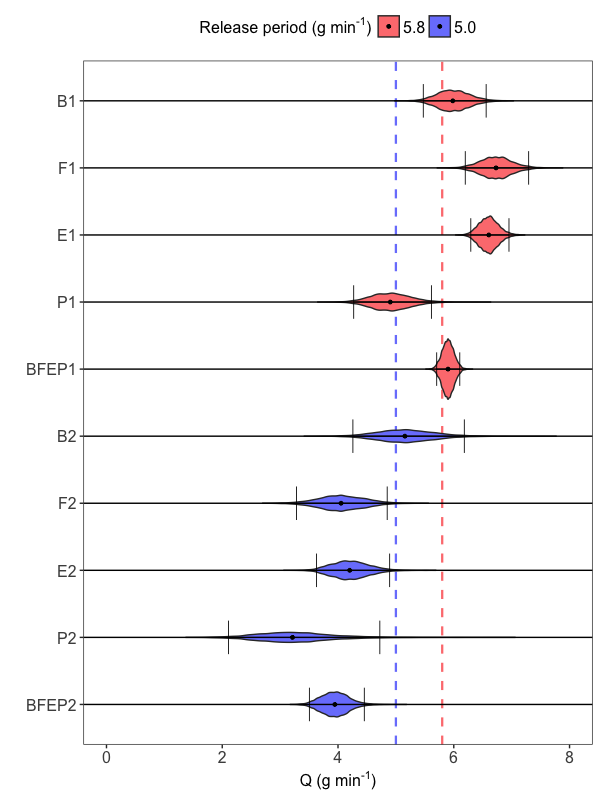 Release period (g min⁻¹) 5.8 5.0
B1
F1
E1
P1
BFEP1
B2
F2
E2
P2
BFEP2
0 2 4 6 8
Q (g min⁻¹)